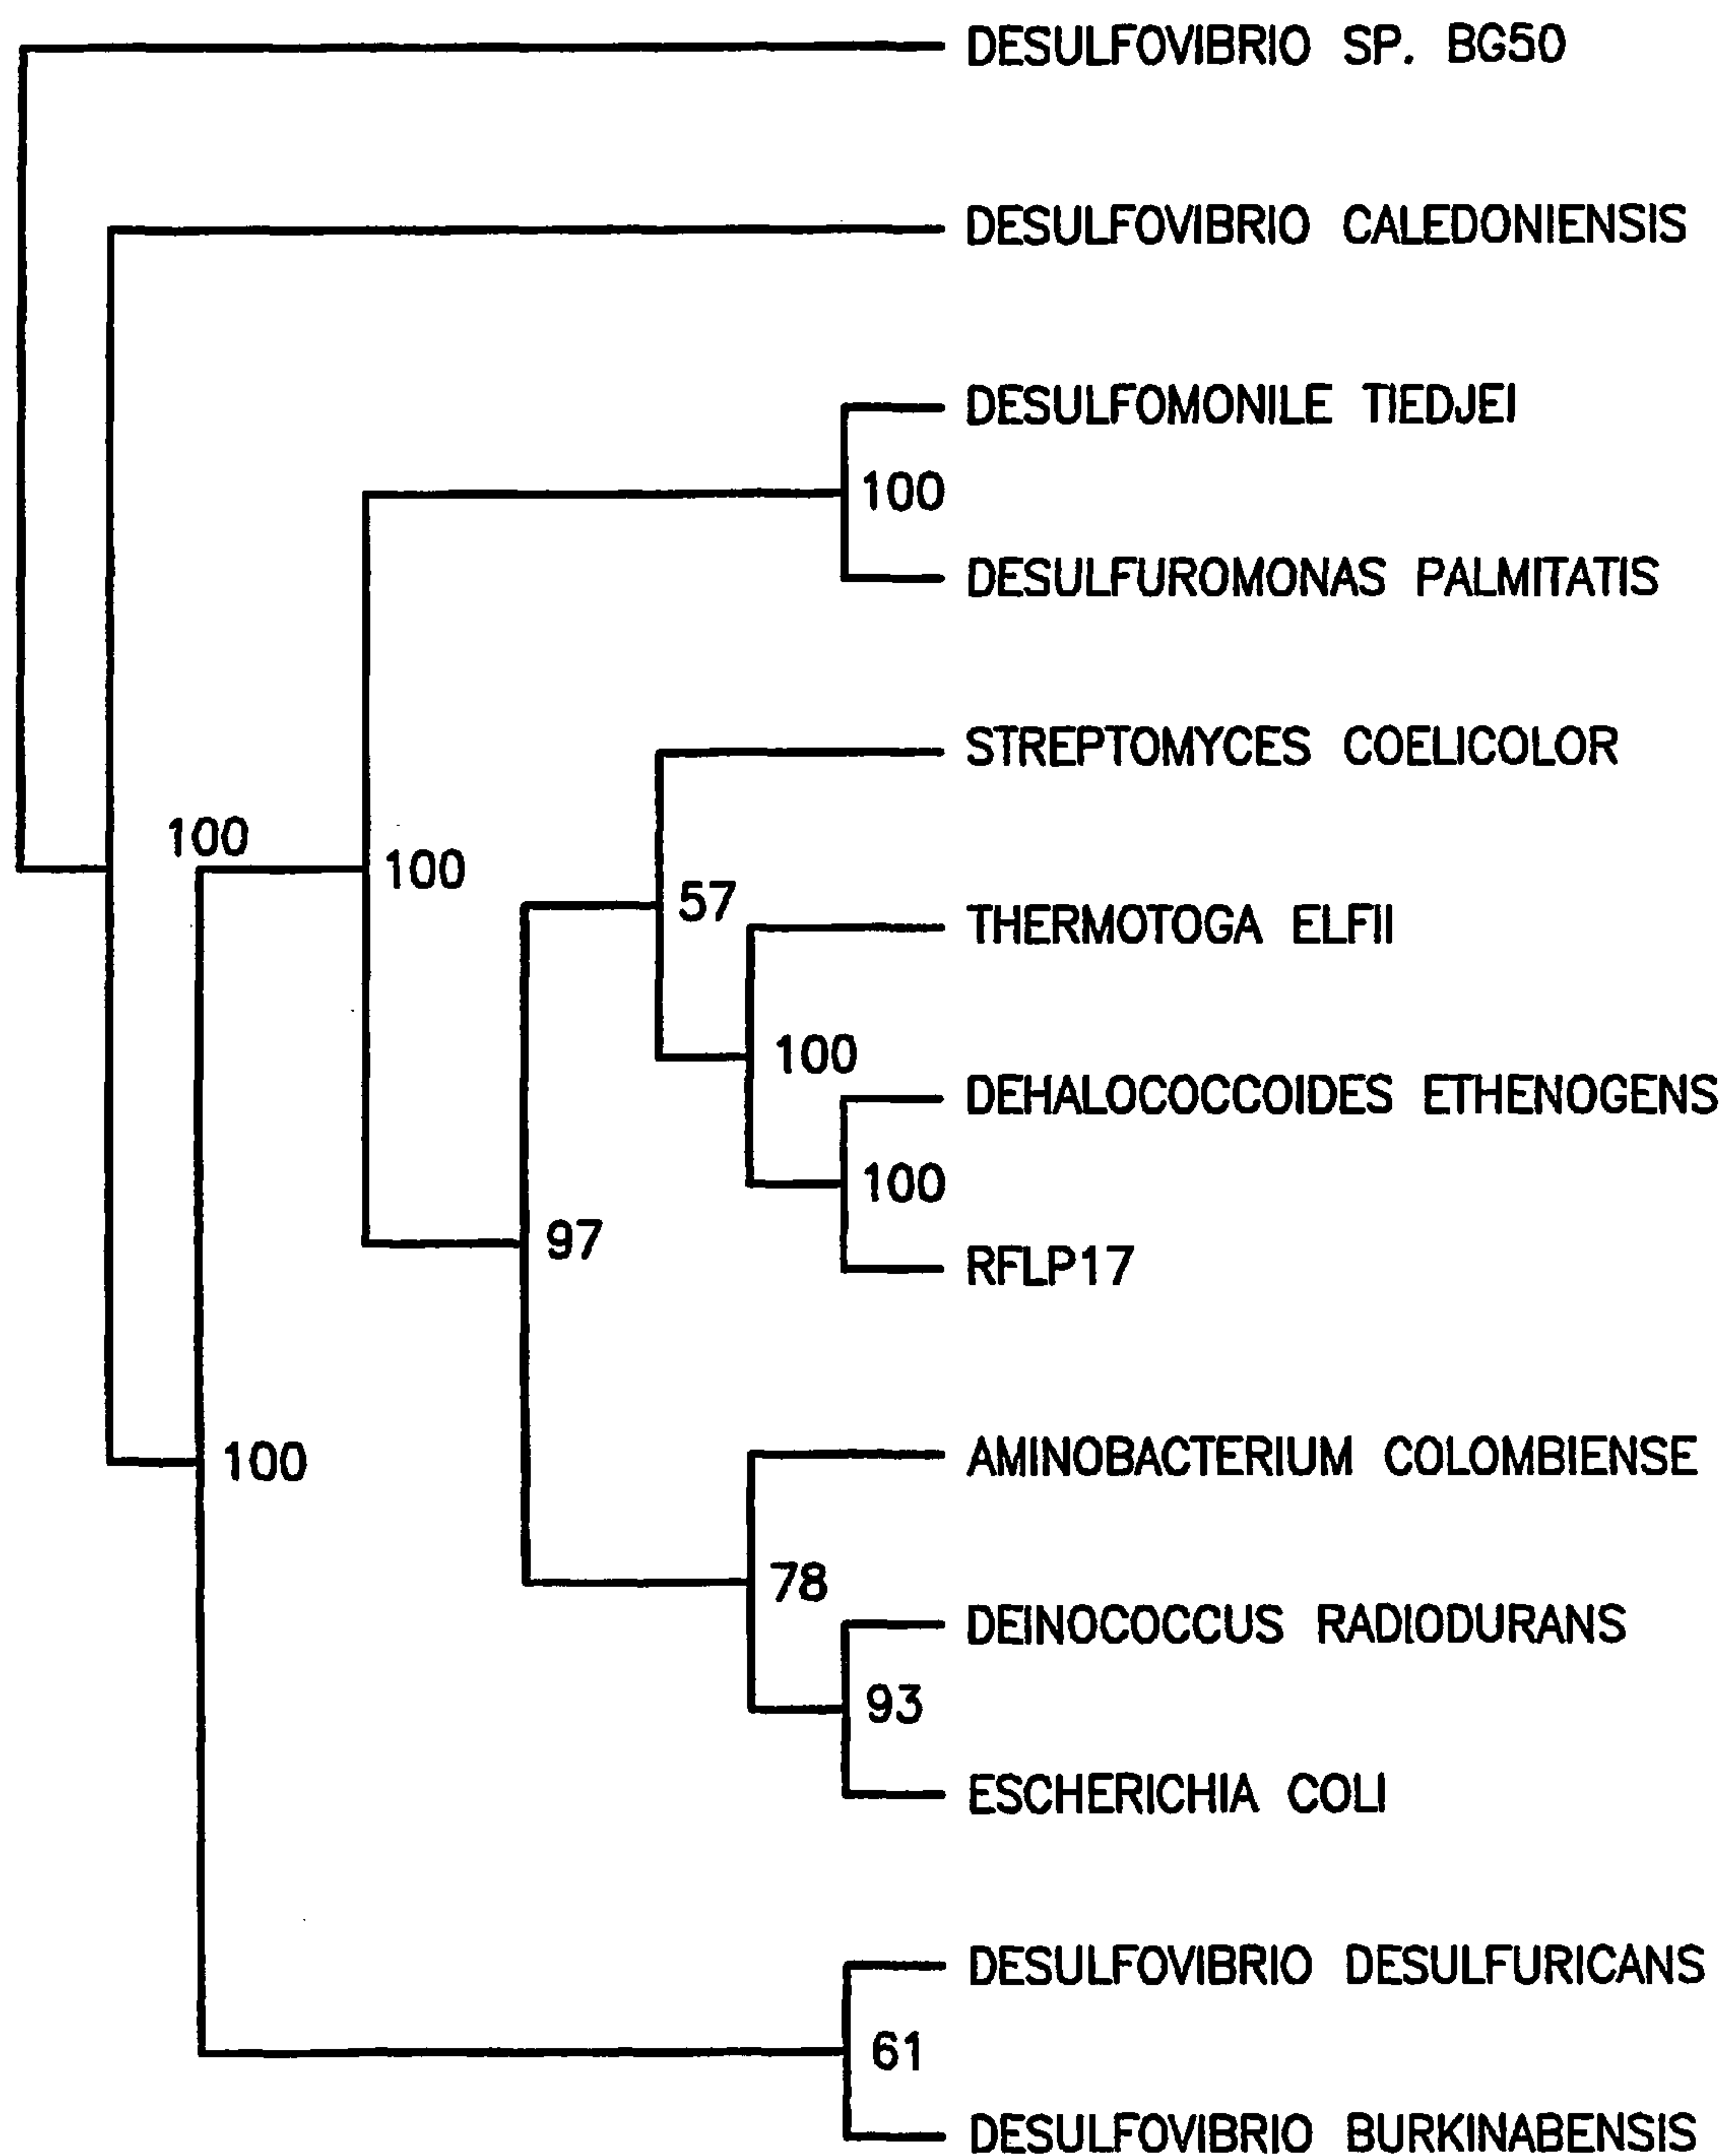 DESULFOVIBRIO SP. BG50
DESULFOVIBRIO CALEDONIENSIS
DESULFOMONILE TIEDJEI
100
DESULFUROMONAS PALMITATIS
STREPTOMYCES COELICOLOR
100
100
57
THERMOTOGA ELFII
100
DEHALOCOCCOIDES ETHENOGENS
100
97
RFLP17
AMINOBACTERIUM COLOMBIENSE
100
78
DEINOCOCCUS RADIODURANS
93
ESCHERICHIA COLI
DESULFOVIBRIO DESULFURICANS
61
DESULFOVIBRIO BURKINABENSIS